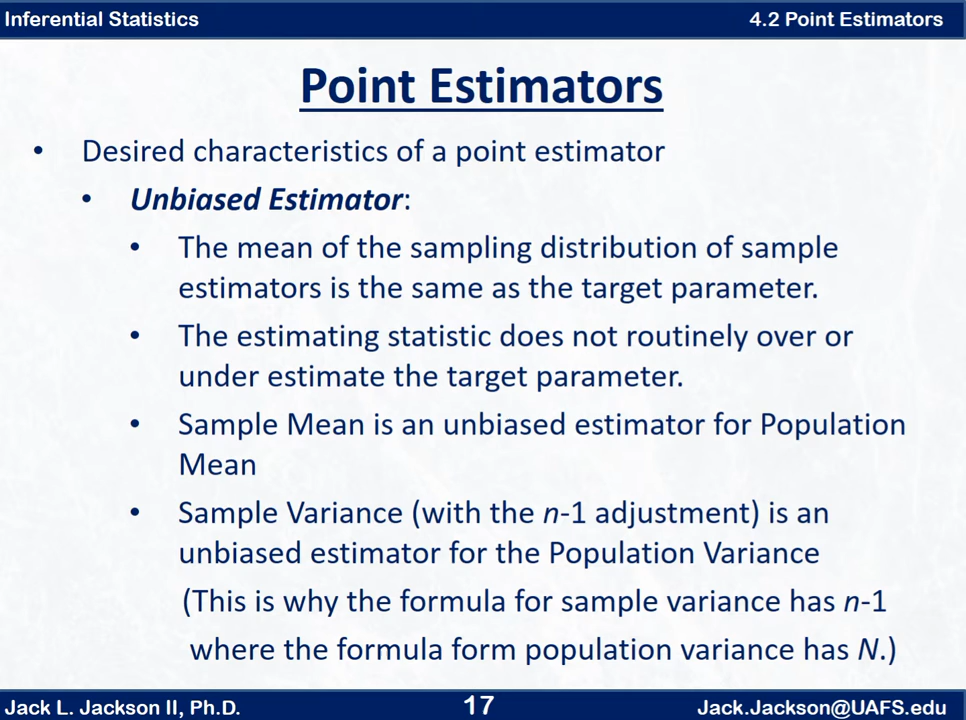 Inferential Statistics
4.2 Point Estimators
Point Estimators
• Desired characteristics of a point estimator
• Unbiased Estimator:
• The mean of the sampling distribution of sample
estimators is the same as the target parameter.
• The estimating statistic does not routinely over or
under estimate the target parameter.
• Sample Mean is an unbiased estimator for Population
Mean
• Sample Variance (with the n-1 adjustment) is an
unbiased estimator for the Population Variance
(This is why the formula for sample variance has n-1
where the formula form population variance has N.)
Jack L. Jackson II, Ph.D.
17
Jack.Jackson@UAFS.edu